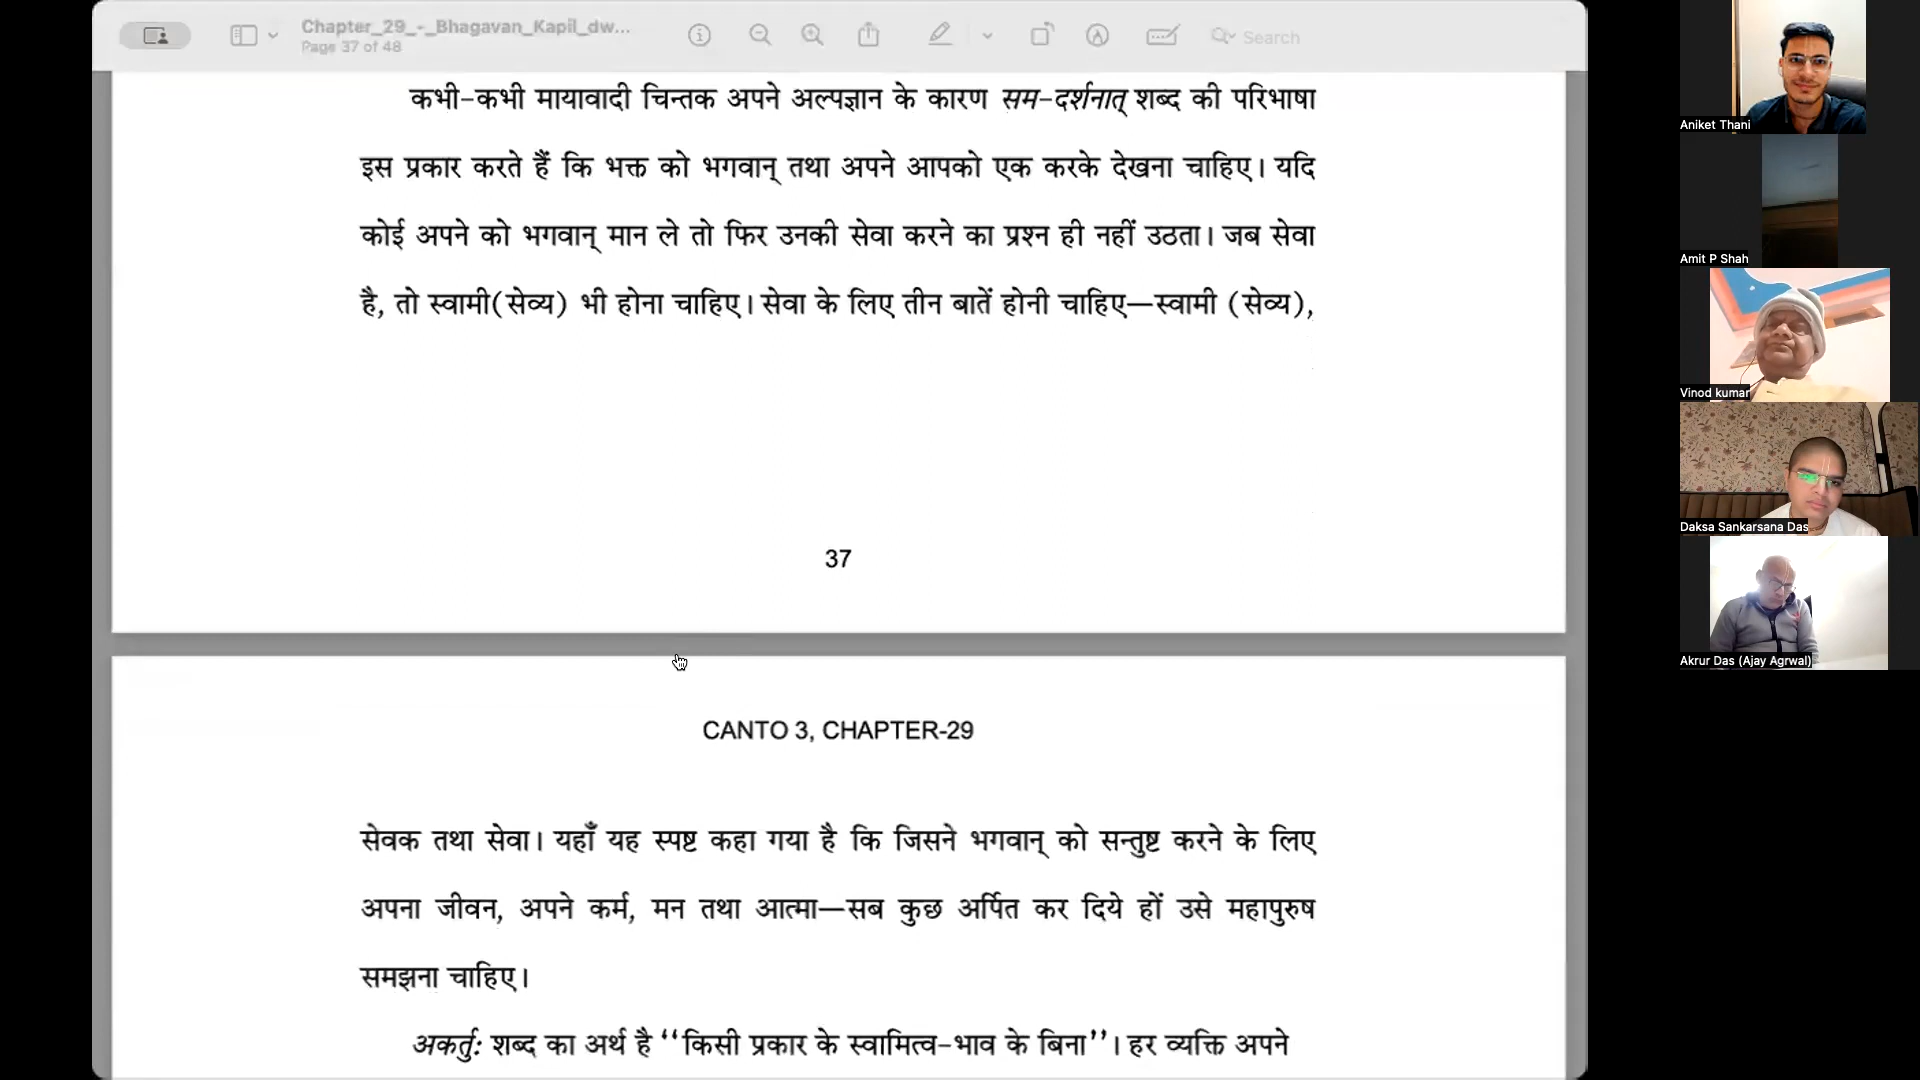 Chapter_29_-_Bhagavan_Kapil_dw...
Page 37 of 48
Search
कभी-कभी मायावादी चिन्तक अपने अल्पज्ञान के कारण सम-दर्शनात् शब्द की परिभाषा
इस प्रकार करते हैं कि भक्त को भगवान् तथा अपने आपको एक करके देखना चाहिए। यदि
कोई अपने को भगवान् मान ले तो फिर उनकी सेवा करने का प्रश्न ही नहीं उठता। जब सेवा
है, तो स्वामी(सेव्य) भी होना चाहिए। सेवा के लिए तीन बातें होनी चाहिए—स्वामी (सेव्य),
37
CANTO 3, CHAPTER-29
सेवक तथा सेवा। यहाँ यह स्पष्ट कहा गया है कि जिसने भगवान् को सन्तुष्ट करने के लिए
अपना जीवन, अपने कर्म, मन तथा आत्मा—सब कुछ अर्पित कर दिये हों उसे महापुरुष
समझना चाहिए।
अकर्तुः शब्द का अर्थ है ‘‘किसी प्रकार के स्वामित्व-भाव के बिना’’। हर व्यक्ति अपने
Aniket Thani
Amit P Shah
Vinod kumar
Daksa Sankarsana Das
Akrur Das (Ajay Agrwal)